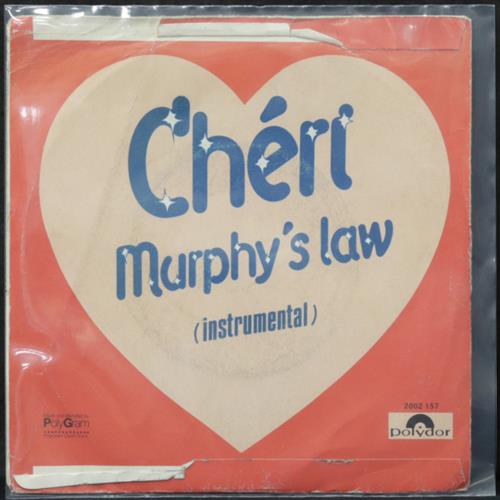 Chéri
Murphy's law
(instrumental)
PolyGram
2002 157
polydor